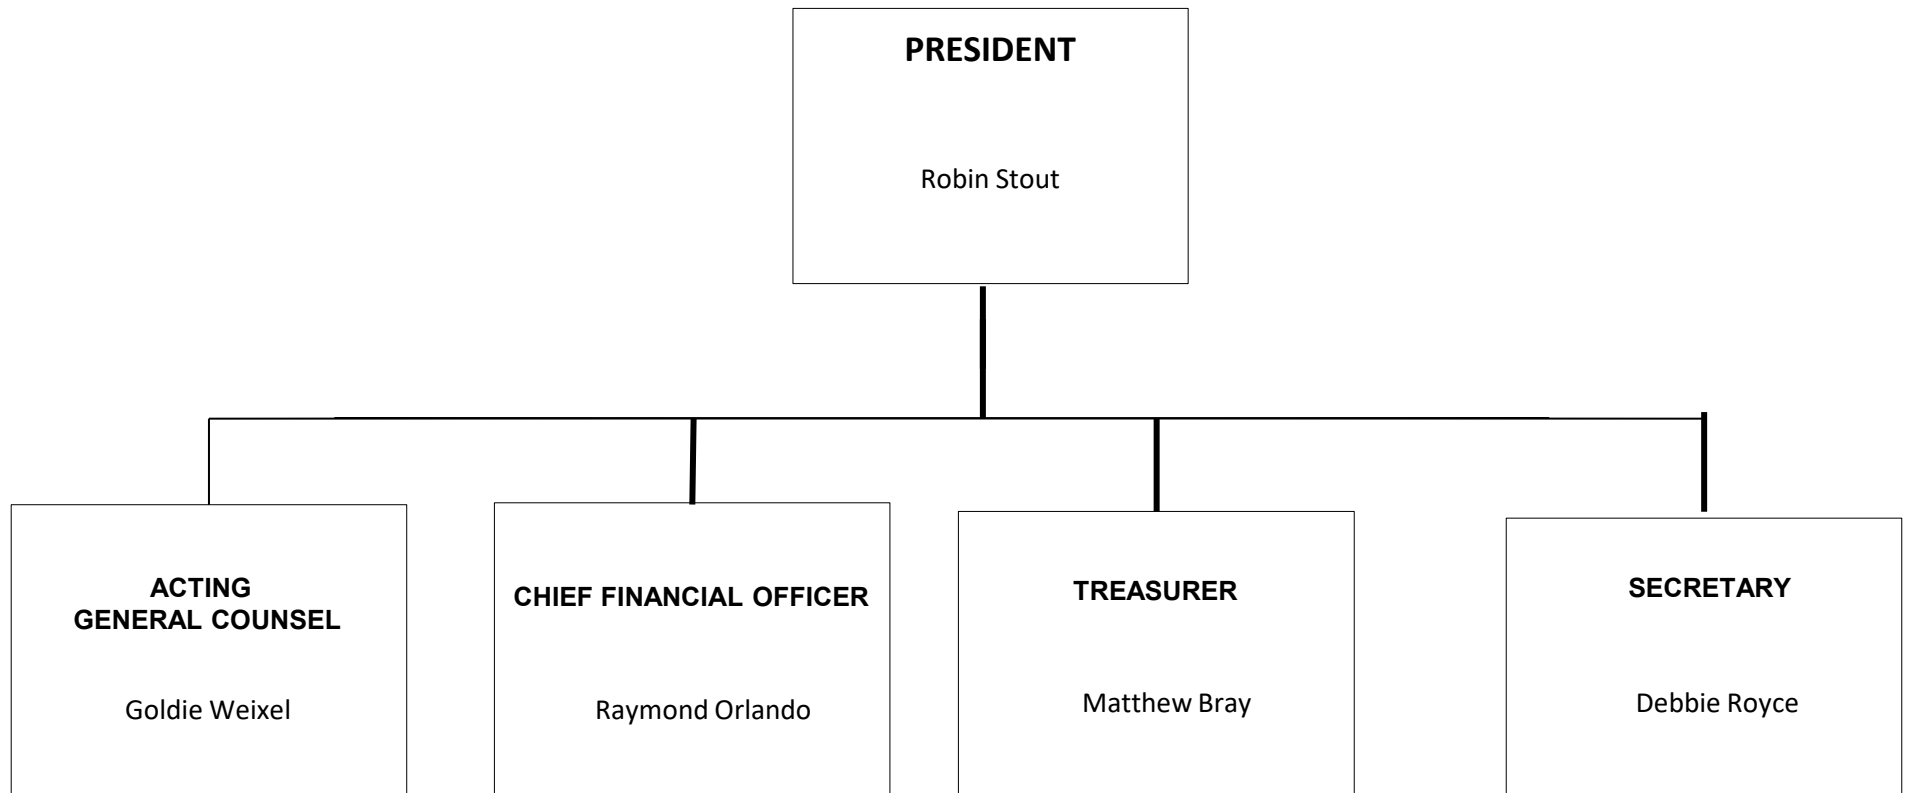 PRESIDENT
Robin Stout
ACTING
GENERAL COUNSEL
Goldie Weixel
CHIEF FINANCIAL OFFICER
Raymond Orlando
TREASURER
Matthew Bray
SECRETARY
Debbie Royce